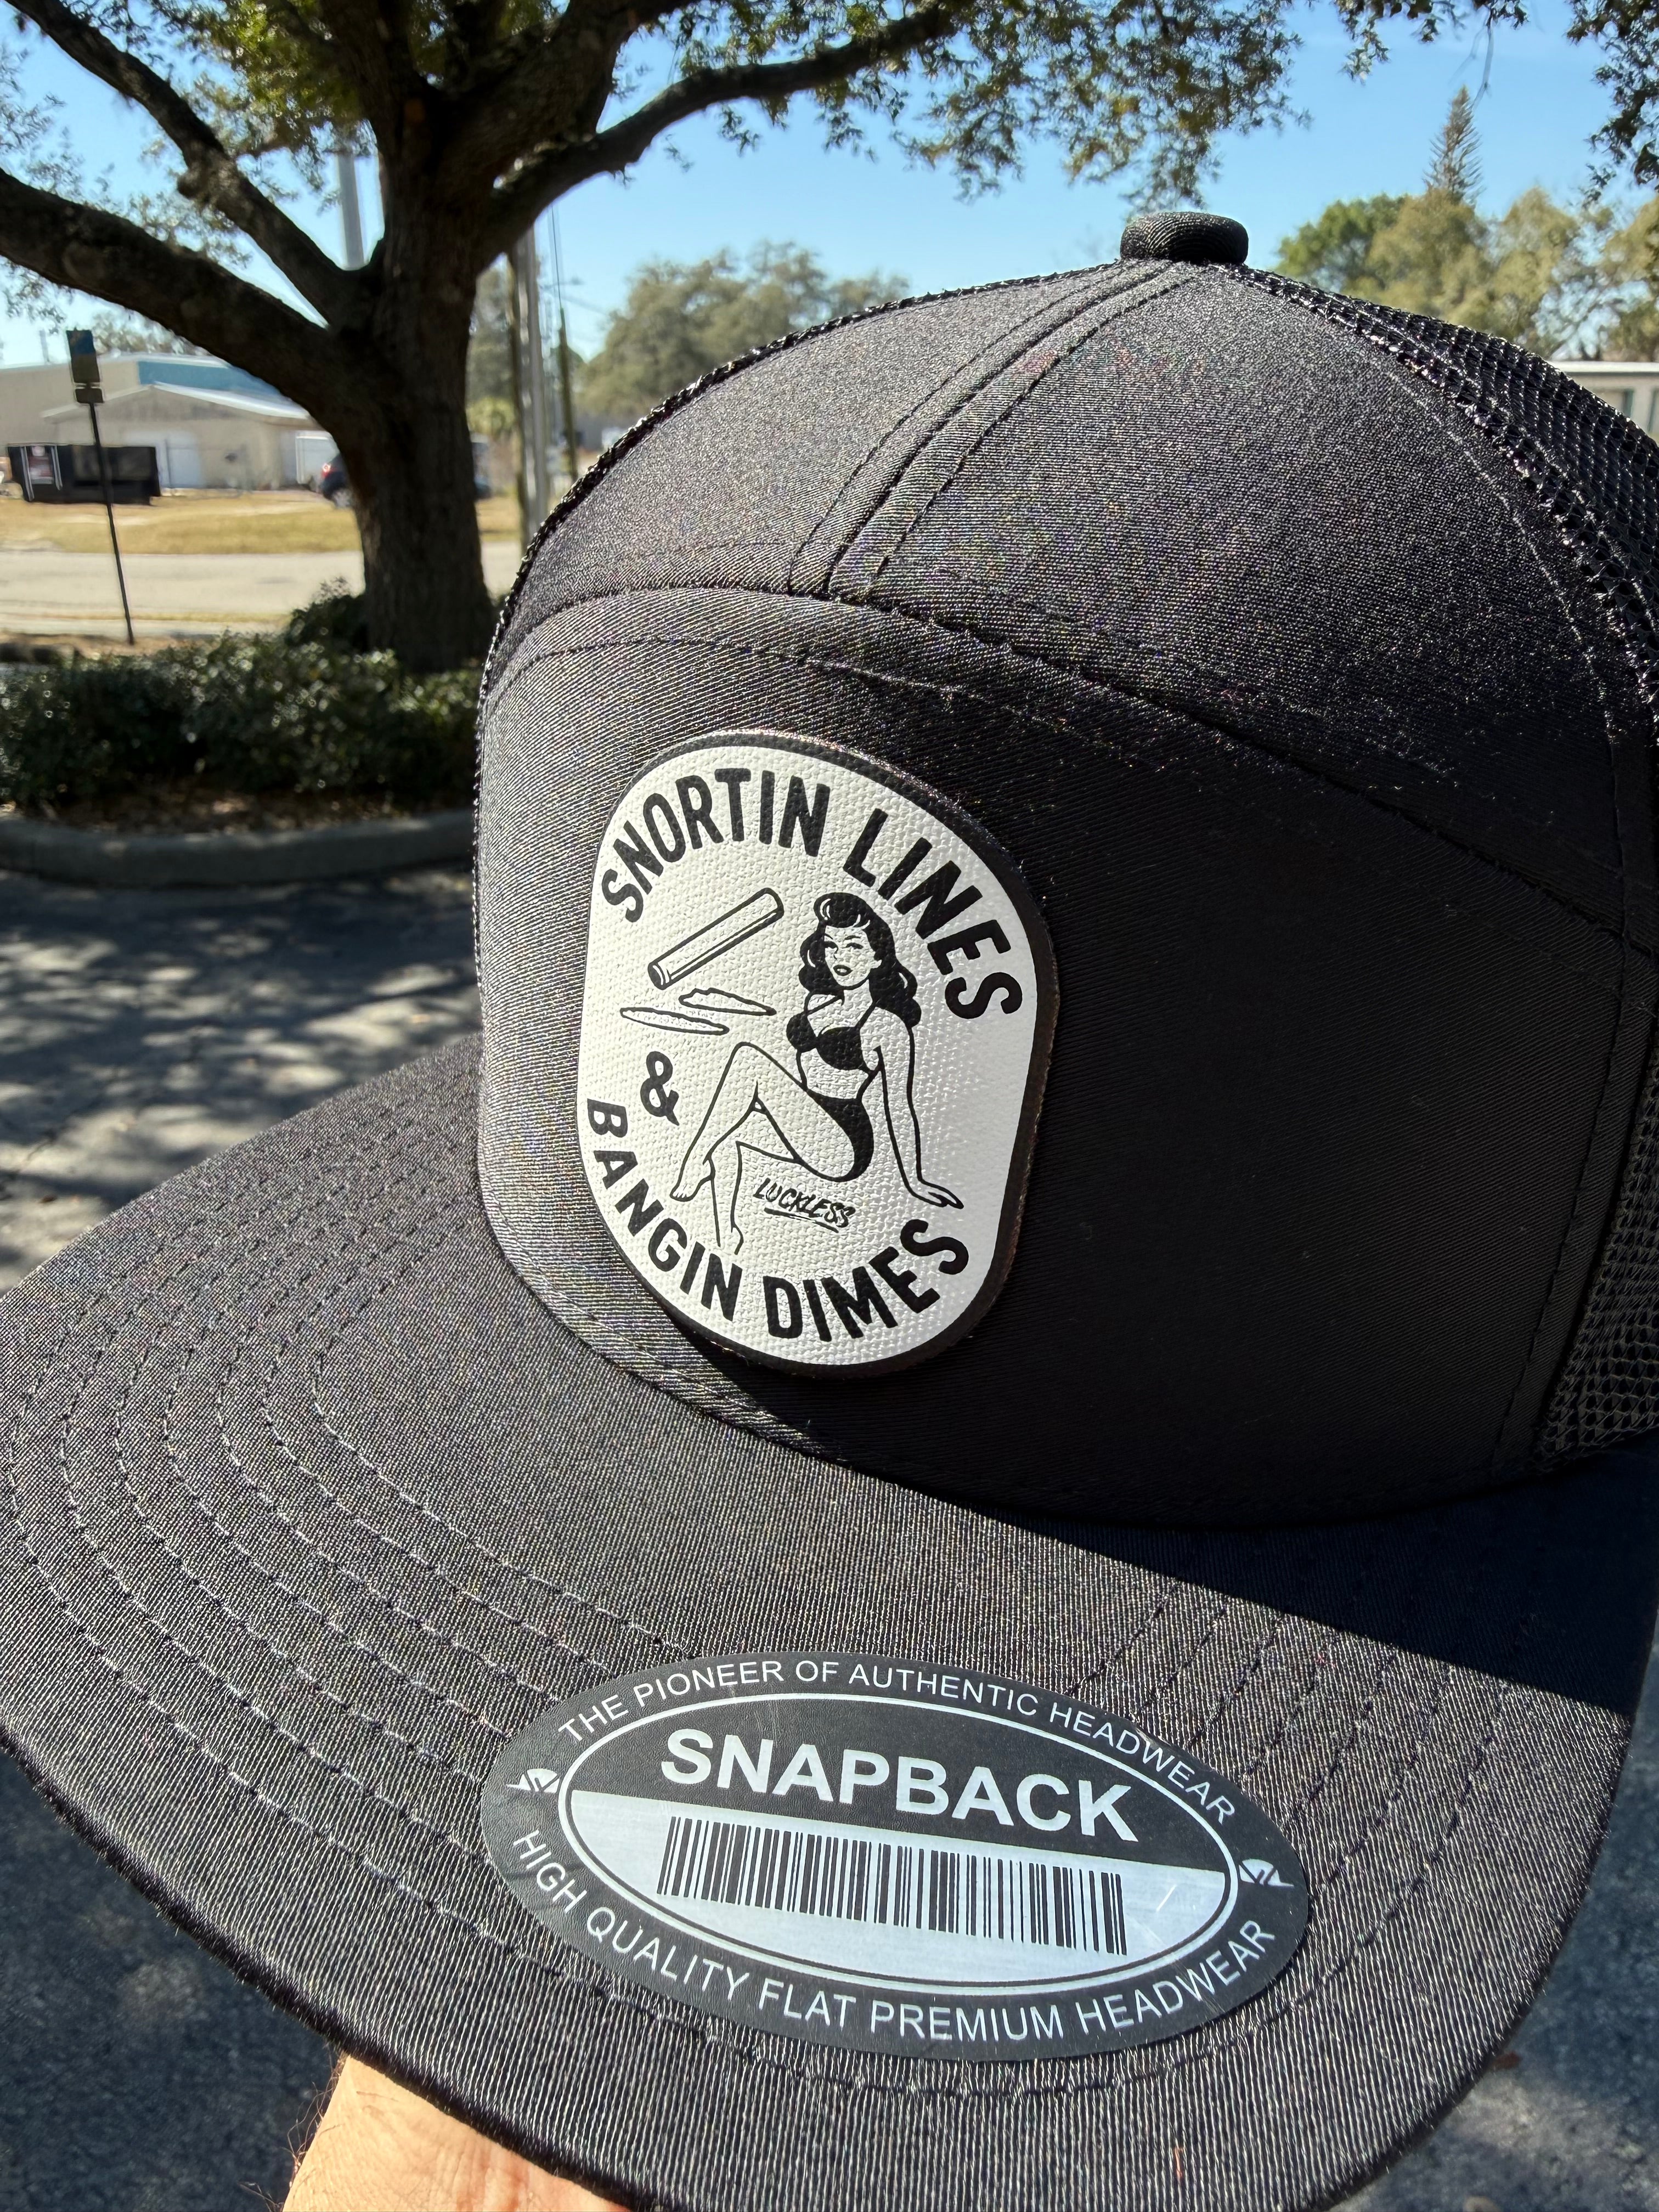 SNORTIN LINES
&
LUCKLESS
BANGIN DIMES
THE PIONEER OF AUTHENTIC HEADWEAR
SNAPBACK
HIGH QUALITY FLAT PREMIUM HEADWEAR